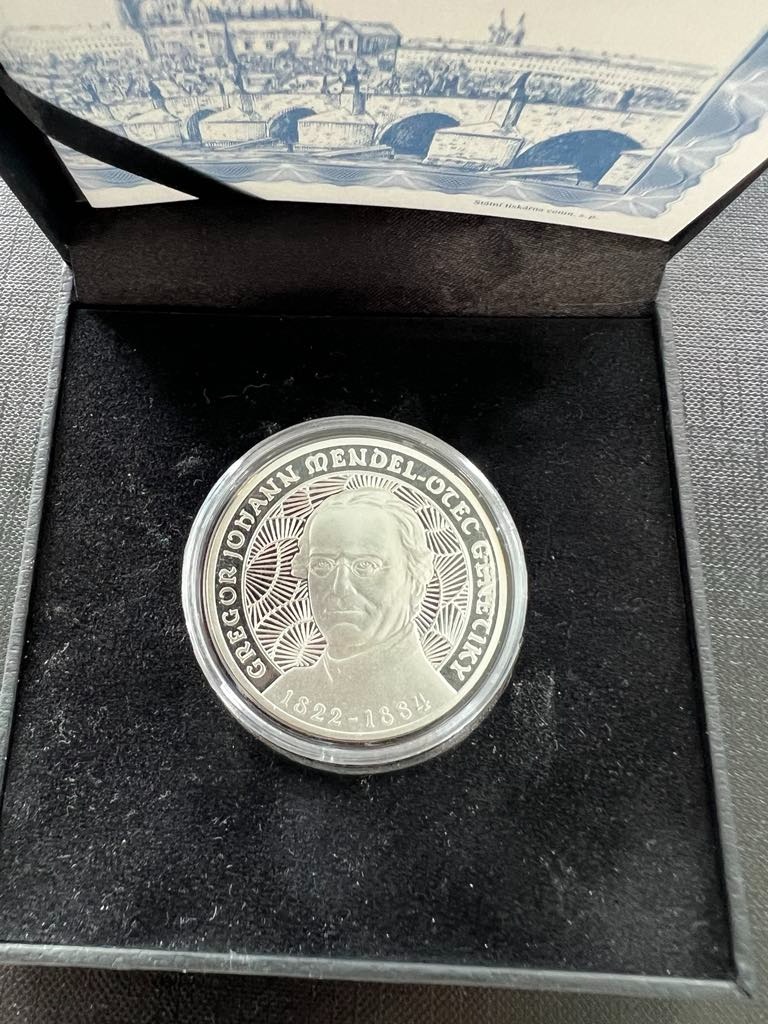 Státní tiskárna cenin, s. p.
GREGOR JOHANN MENDEL-OTEC GENETIKY
1822-1884